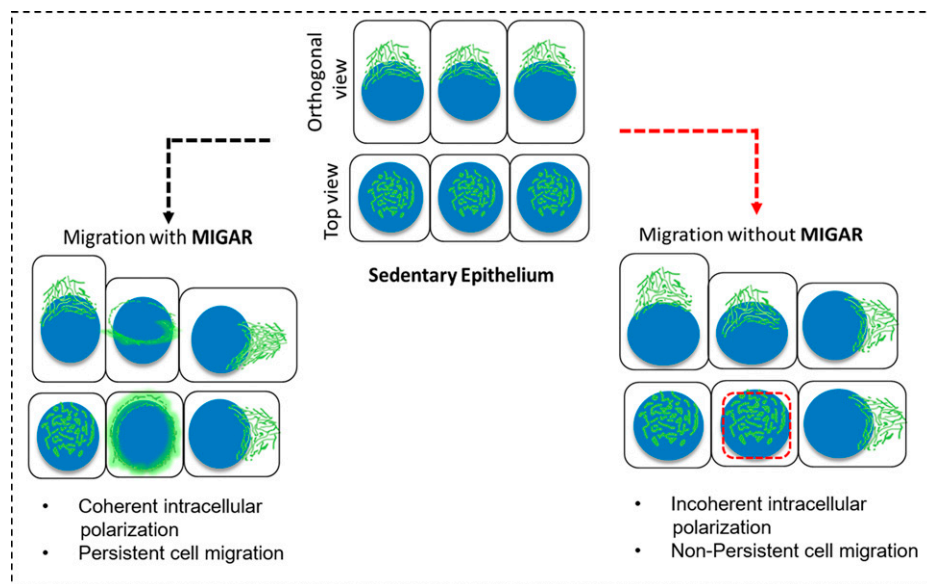 Orthogonal
view
Top view
Sedentary Epithelium
Migration with MIGAR
• Coherent intracellular
polarization
• Persistent cell migration
Migration without MIGAR
• Incoherent intracellular
polarization
• Non-Persistent cell migration